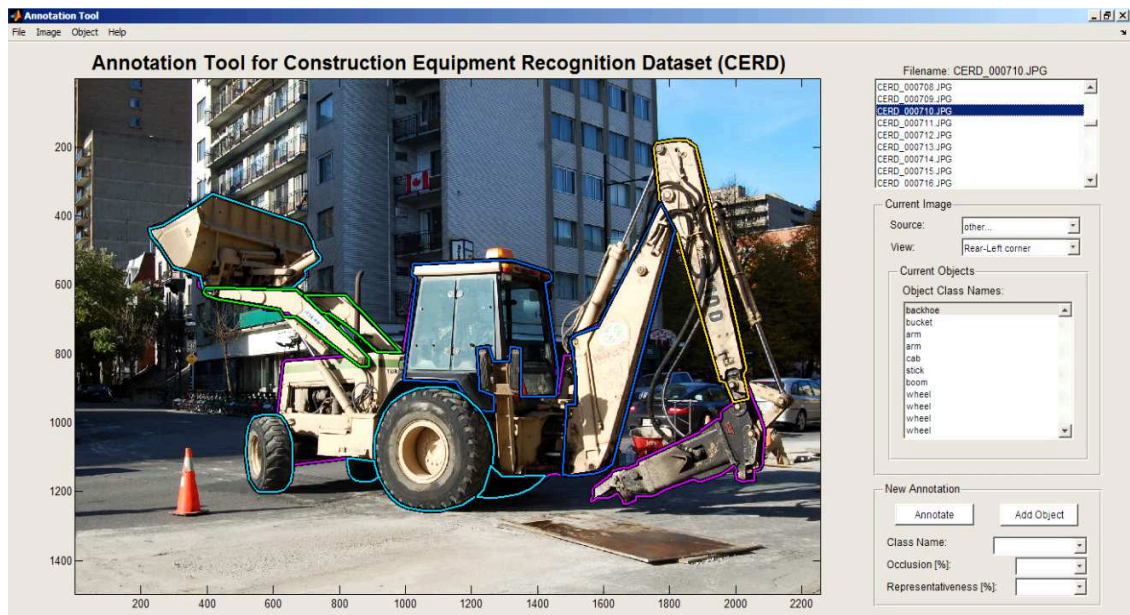 Annotation Tool
File Image Object Help
Annotation Tool for Construction Equipment Recognition Dataset (CERD)
200
400
600
800
1000
1200
1400
200 400 600 800 1000 1200 1400 1600 1800 2000 2200
Filename: CERD_000710.JPG
CERD_000708.JPG
CERD_000709.JPG
CERD_000710.JPG
CERD_000711.JPG
CERD_000712.JPG
CERD_000713.JPG
CERD_000714.JPG
CERD_000715.JPG
CERD_000716.JPG
Current Image
Source: other...
View: Rear-Left corner
Current Objects
Object Class Names:
backhoe
bucket
arm
arm
cab
stick
boom
wheel
wheel
wheel
wheel
New Annotation
Annotate Add Object
Class Name:
Occlusion [%]:
Representativeness [%]: